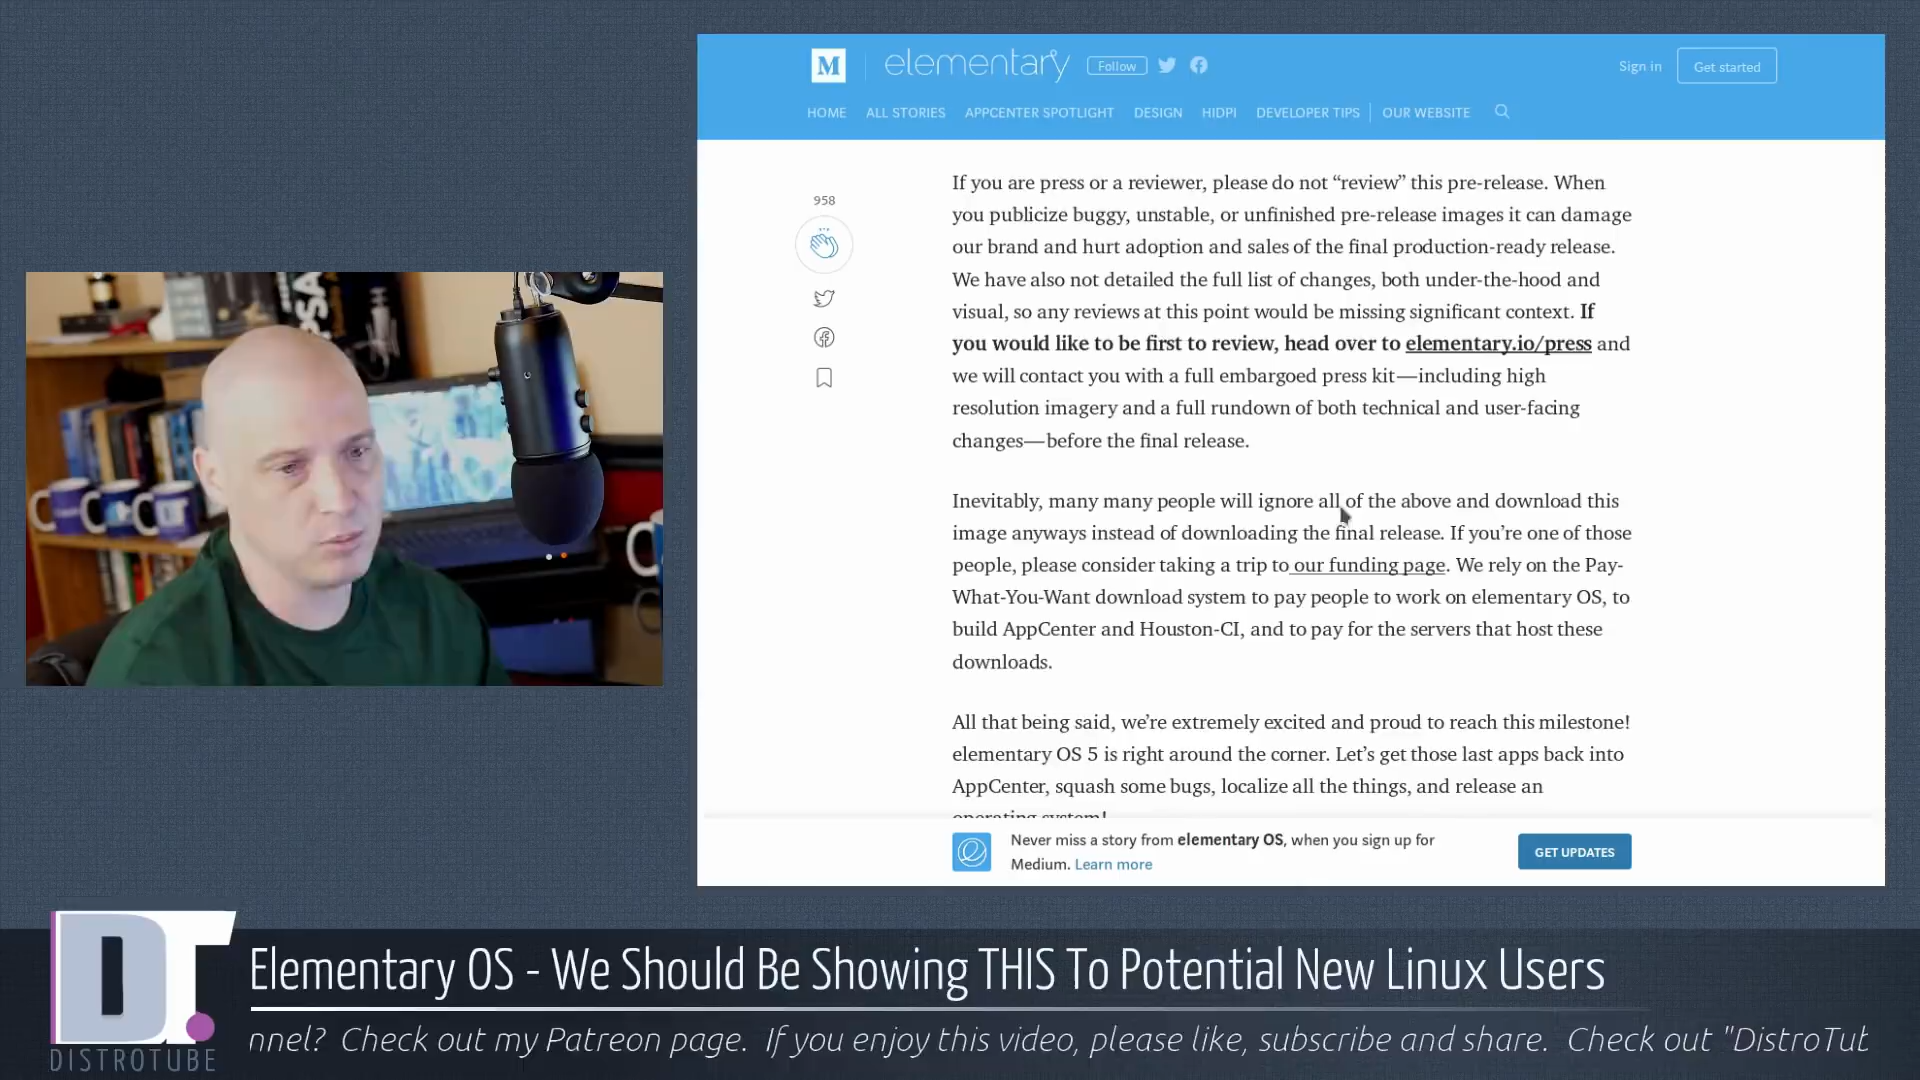 M
elementary
Follow
Sign in
Get started
HOME
ALL STORIES
APPCENTER SPOTLIGHT
DESIGN
HIDPI
DEVELOPER TIPS
OUR WEBSITE
958
If you are press or a reviewer, please do not “review” this pre-release. When
you publicize buggy, unstable, or unfinished pre-release images it can damage
our brand and hurt adoption and sales of the final production-ready release.
We have also not detailed the full list of changes, both under-the-hood and
visual, so any reviews at this point would be missing significant context. If
you would like to be first to review, head over to elementary.io/press and
we will contact you with a full embargoed press kit—including high
resolution imagery and a full rundown of both technical and user-facing
changes—before the final release.
Inevitably, many many people will ignore all of the above and download this
image anyways instead of downloading the final release. If you’re one of those
people, please consider taking a trip to our funding page. We rely on the Pay-
What-You-Want download system to pay people to work on elementary OS, to
build AppCenter and Houston-CI, and to pay for the servers that host these
downloads.
All that being said, we’re extremely excited and proud to reach this milestone!
elementary OS 5 is right around the corner. Let’s get those last apps back into
AppCenter, squash some bugs, localize all the things, and release an
operating system!
Never miss a story from elementary OS, when you sign up for
Medium. Learn more
GET UPDATES
DT
DISTROTUBE
Elementary OS - We Should Be Showing THIS To Potential New Linux Users
nnel? Check out my Patreon page. If you enjoy this video, please like, subscribe and share. Check out "DistroTub